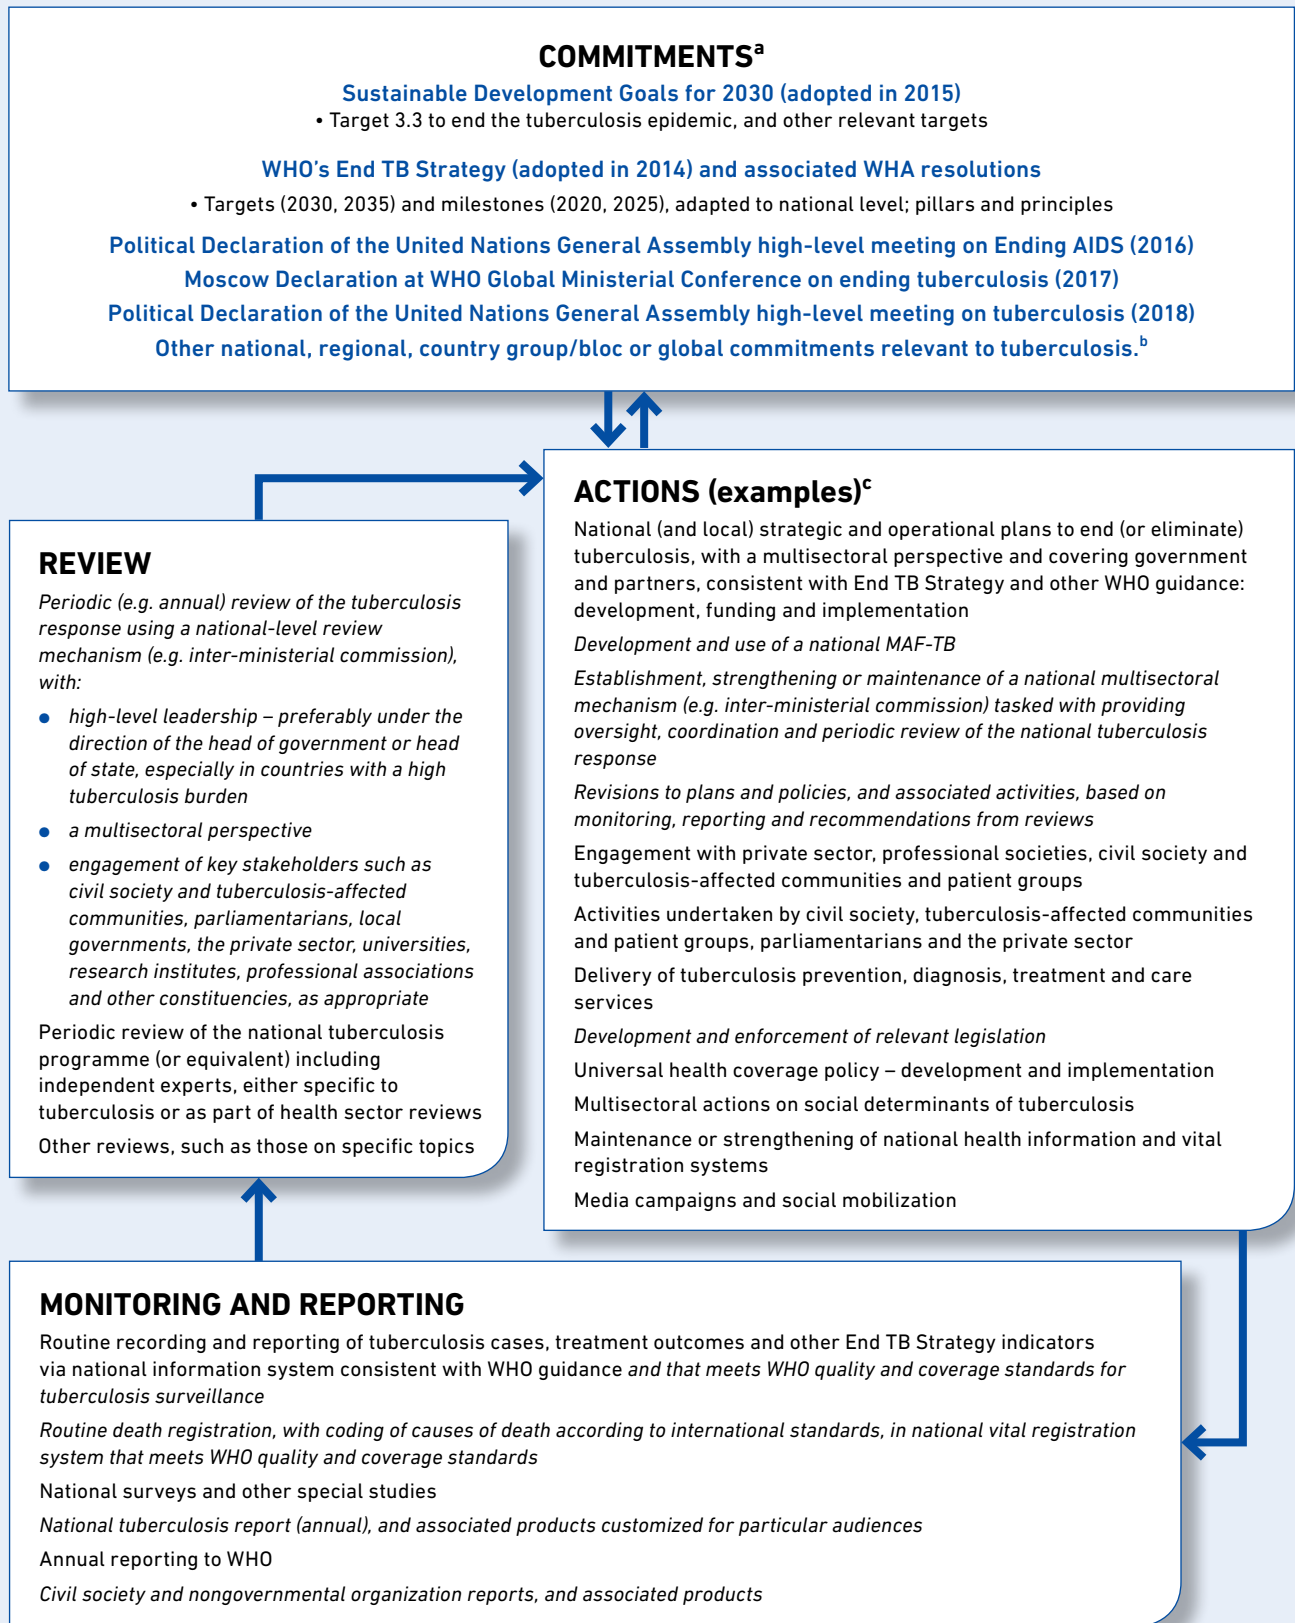 COMMITMENTSᵃ
Sustainable Development Goals for 2030 (adopted in 2015)
• Target 3.3 to end the tuberculosis epidemic, and other relevant targets
WHO’s End TB Strategy (adopted in 2014) and associated WHA resolutions
• Targets (2030, 2035) and milestones (2020, 2025), adapted to national level; pillars and principles
Political Declaration of the United Nations General Assembly high-level meeting on Ending AIDS (2016)
Moscow Declaration at WHO Global Ministerial Conference on ending tuberculosis (2017)
Political Declaration of the United Nations General Assembly high-level meeting on tuberculosis (2018)
Other national, regional, country group/bloc or global commitments relevant to tuberculosis.ᵇ
REVIEW
Periodic (e.g. annual) review of the tuberculosis
response using a national-level review
mechanism (e.g. inter-ministerial commission),
with:
● high-level leadership – preferably under the
direction of the head of government or head
of state, especially in countries with a high
tuberculosis burden
● a multisectoral perspective
● engagement of key stakeholders such as
civil society and tuberculosis-affected
communities, parliamentarians, local
governments, the private sector, universities,
research institutes, professional associations
and other constituencies, as appropriate
Periodic review of the national tuberculosis
programme (or equivalent) including
independent experts, either specific to
tuberculosis or as part of health sector reviews
Other reviews, such as those on specific topics
ACTIONS (examples)ᶜ
National (and local) strategic and operational plans to end (or eliminate)
tuberculosis, with a multisectoral perspective and covering government
and partners, consistent with End TB Strategy and other WHO guidance:
development, funding and implementation
Development and use of a national MAF-TB
Establishment, strengthening or maintenance of a national multisectoral
mechanism (e.g. inter-ministerial commission) tasked with providing
oversight, coordination and periodic review of the national tuberculosis
response
Revisions to plans and policies, and associated activities, based on
monitoring, reporting and recommendations from reviews
Engagement with private sector, professional societies, civil society and
tuberculosis-affected communities and patient groups
Activities undertaken by civil society, tuberculosis-affected communities
and patient groups, parliamentarians and the private sector
Delivery of tuberculosis prevention, diagnosis, treatment and care
services
Development and enforcement of relevant legislation
Universal health coverage policy – development and implementation
Multisectoral actions on social determinants of tuberculosis
Maintenance or strengthening of national health information and vital
registration systems
Media campaigns and social mobilization
MONITORING AND REPORTING
Routine recording and reporting of tuberculosis cases, treatment outcomes and other End TB Strategy indicators
via national information system consistent with WHO guidance and that meets WHO quality and coverage standards for
tuberculosis surveillance
Routine death registration, with coding of causes of death according to international standards, in national vital registration
system that meets WHO quality and coverage standards
National surveys and other special studies
National tuberculosis report (annual), and associated products customized for particular audiences
Annual reporting to WHO
Civil society and nongovernmental organization reports, and associated products